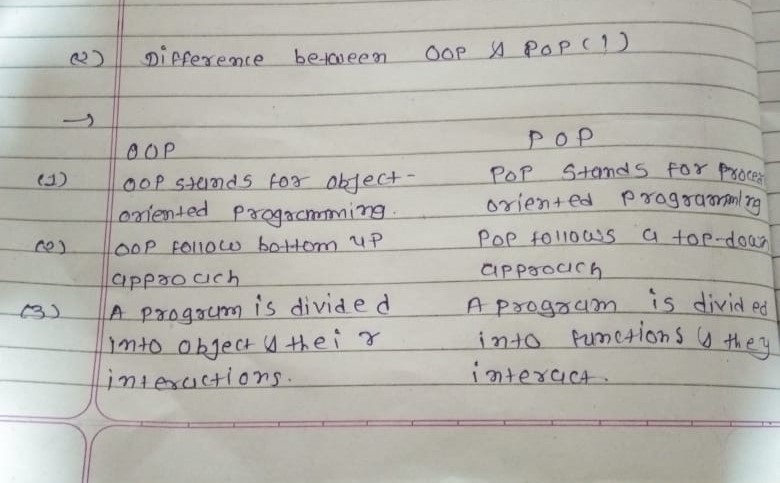 (2) Difference between OOP & POP (1)
→
OOP POP
(1) OOP stands for object- POP stands for Proces
oriented programming. oriented programming
(2) OOP follow bottom up POP follows a top-down
approach approach
(3) A program is divided A program is divided
into object & their into functions & they
interactions. interact.